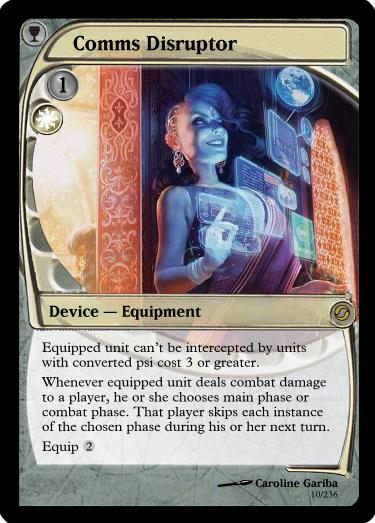 Comms Disruptor
1
Device — Equipment
Equipped unit can't be intercepted by units
with converted psi cost 3 or greater.
Whenever equipped unit deals combat damage
to a player, he or she chooses main phase or
combat phase. That player skips each instance
of the chosen phase during his or her next turn.
Equip 2
Caroline Gariba
10/236